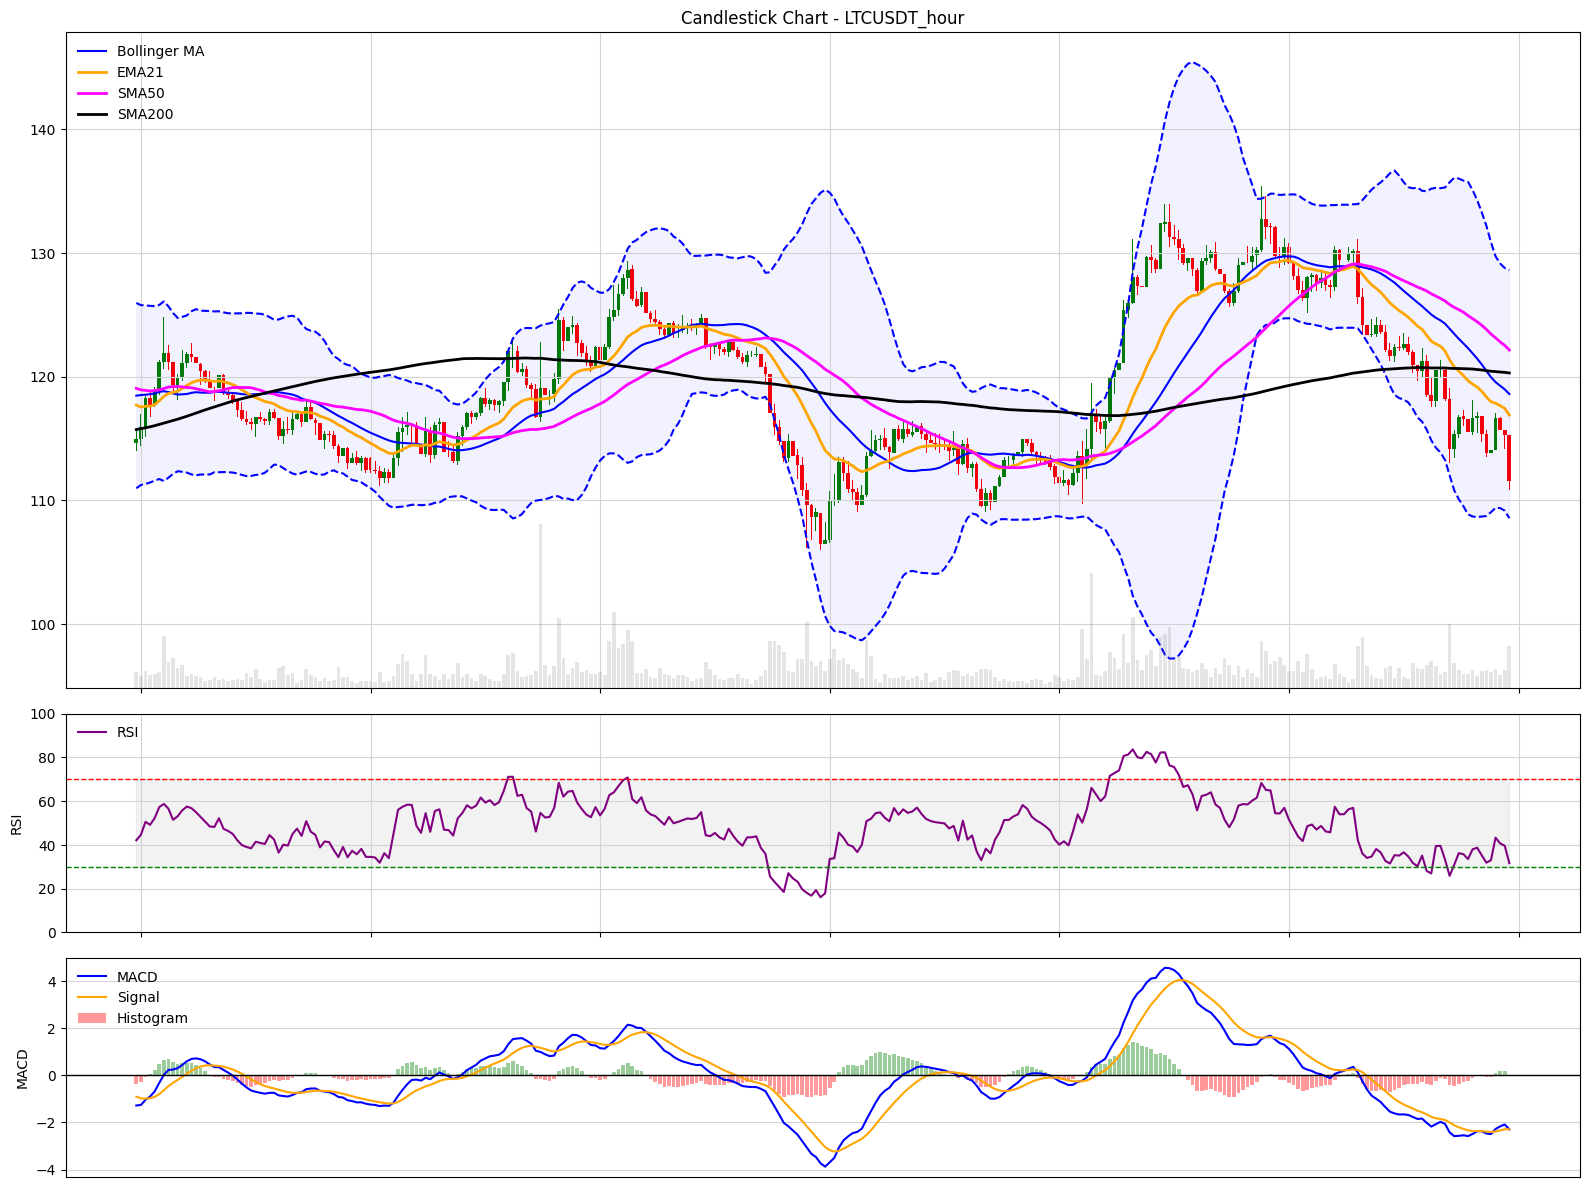 Candlestick Chart - LTCUSDT_hour
Bollinger MA
EMA21
SMA50
SMA200
140
130
120
110
100
100
RSI
80
60
40
20
0
RSI
MACD
Signal
Histogram
4
2
0
−2
−4
MACD